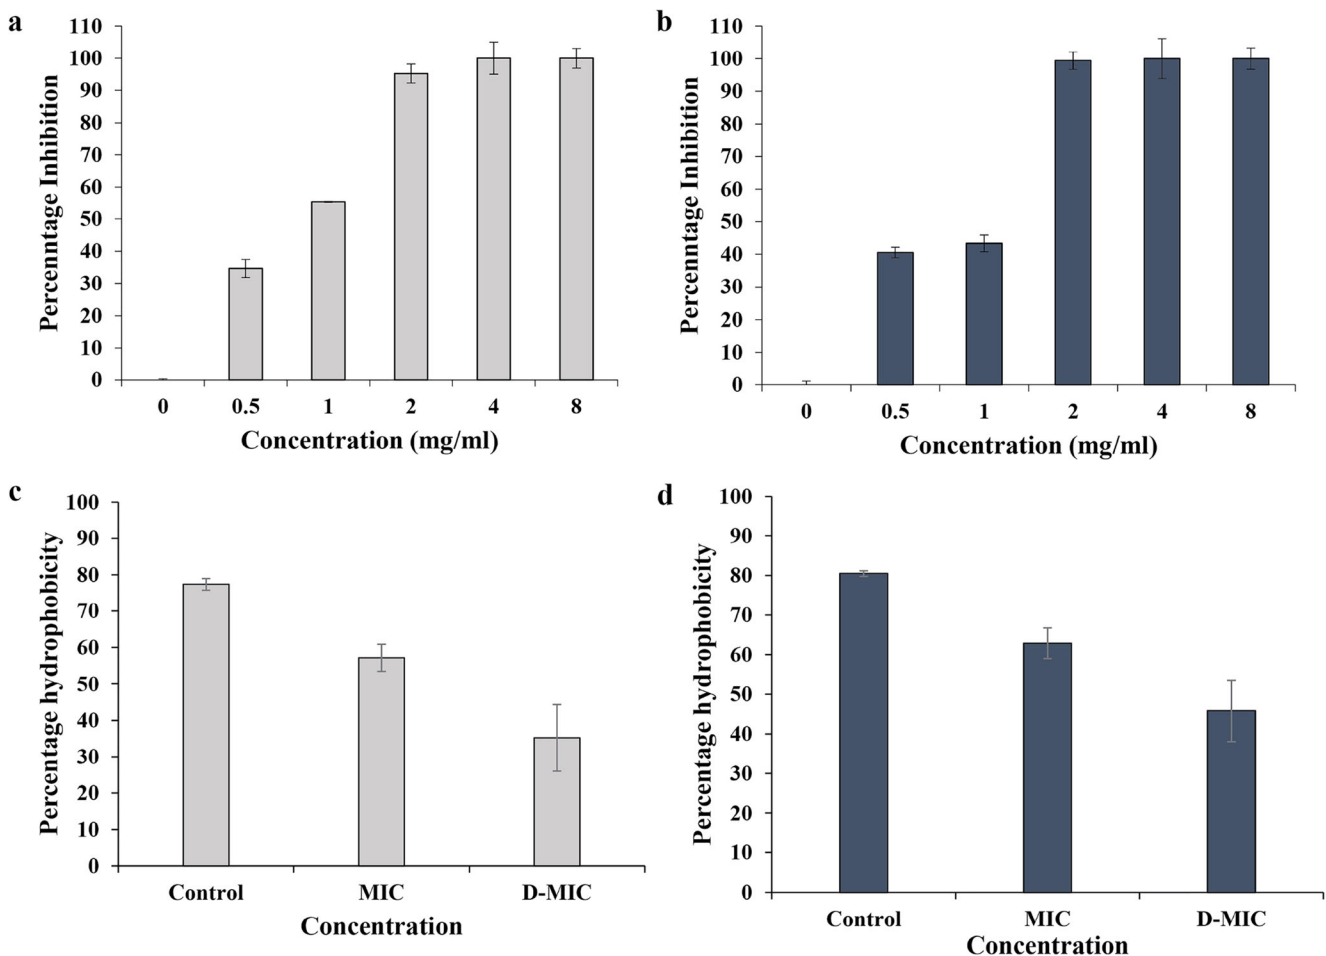 a
Percenntage Inhibition
110
100
90
80
70
60
50
40
30
20
10
0
0 0.5 1 2 4 8
Concentration (mg/ml)
b
Percenntage Inhibition
110
100
90
80
70
60
50
40
30
20
10
0
0 0.5 1 2 4 8
Concentration (mg/ml)
c
Percentage hydrophobicity
100
90
80
70
60
50
40
30
20
10
0
Control MIC D-MIC
Concentration
d
Percentage hydrophobicity
100
90
80
70
60
50
40
30
20
10
0
Control MIC D-MIC
Concentration